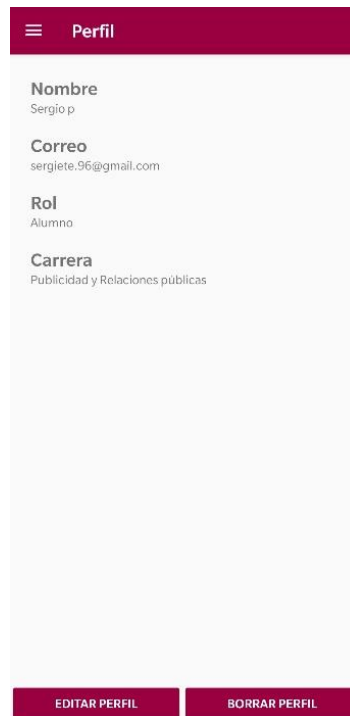 Perfil
Nombre
Sergio p
Correo
sergiete.96@gmail.com
Rol
Alumno
Carrera
Publicidad y Relaciones públicas
EDITAR PERFIL
BORRAR PERFIL